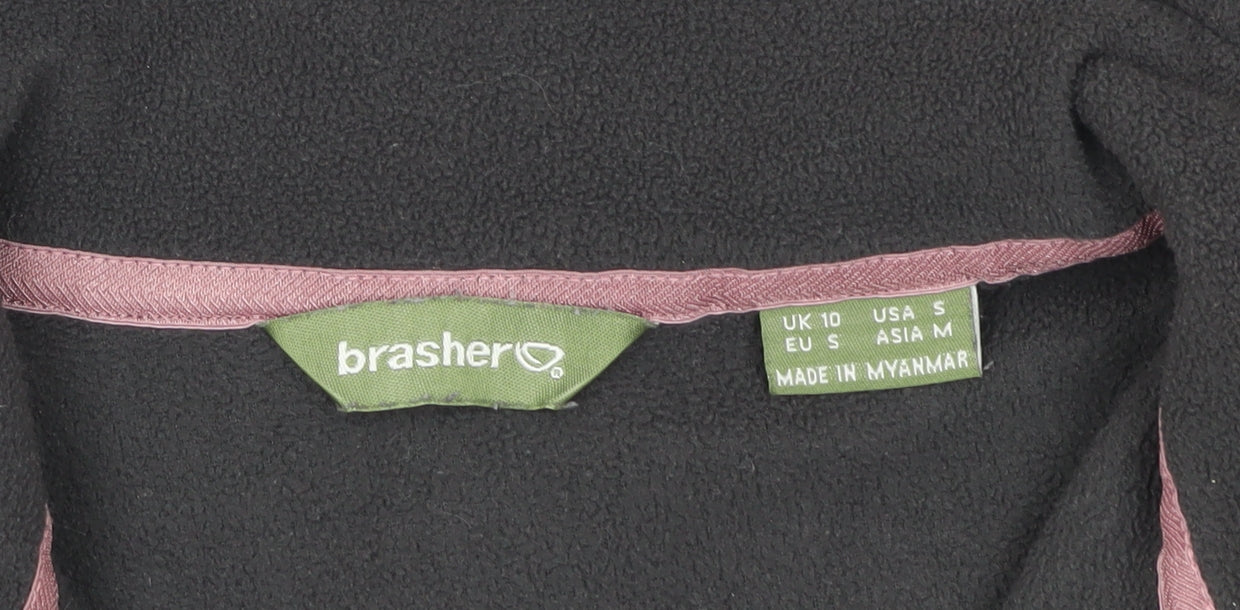 brasher®
UK 10 USA S
EU S ASIA M
MADE IN MYANMAR